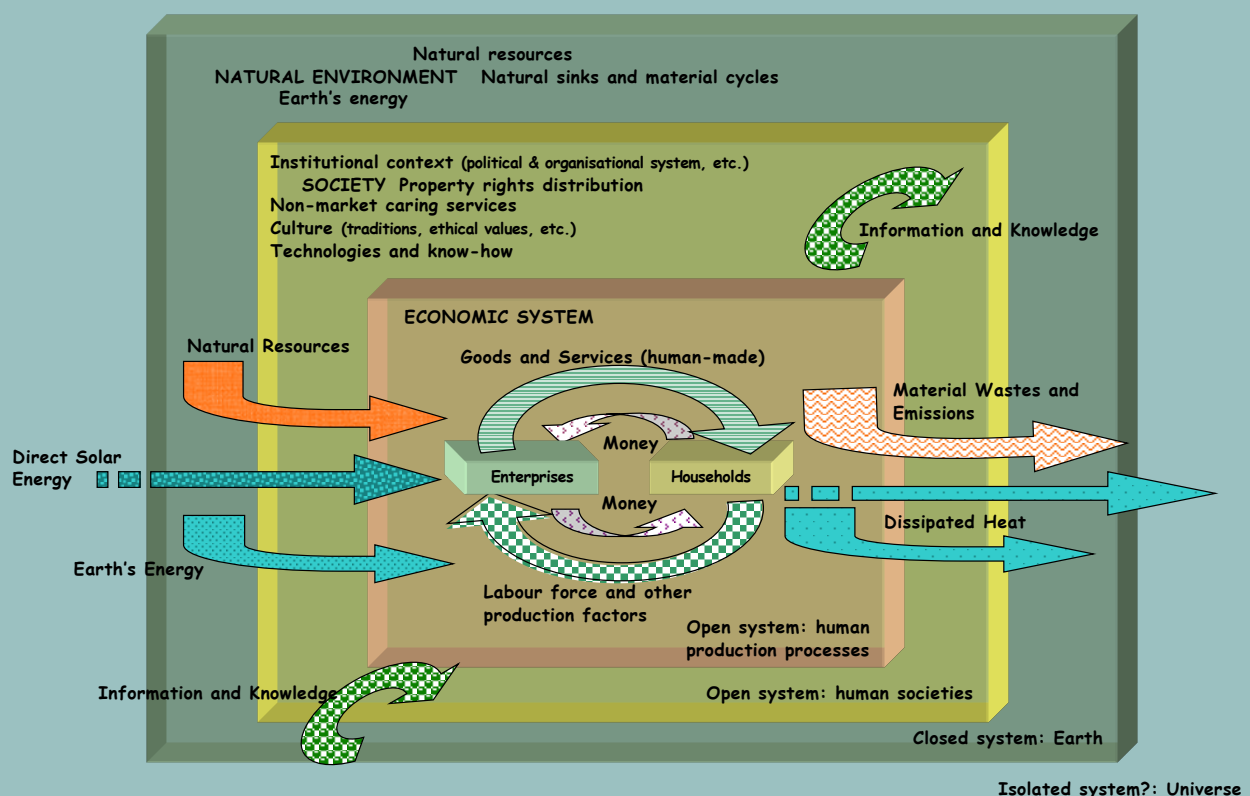 Natural resources
NATURAL ENVIRONMENT Natural sinks and material cycles
Earth's energy
Institutional context (political & organisational system, etc.)
SOCIETY Property rights distribution
Non-market caring services
Culture (traditions, ethical values, etc.)
Technologies and know-how
Information and Knowledge
ECONOMIC SYSTEM
Natural Resources
Goods and Services (human-made)
Material Wastes and
Emissions
Money
Direct Solar
Energy
Enterprises
Households
Money
Dissipated Heat
Earth's Energy
Labour force and other
production factors
Open system: human
production processes
Information and Knowledge
Open system: human societies
Closed system: Earth
Isolated system?: Universe